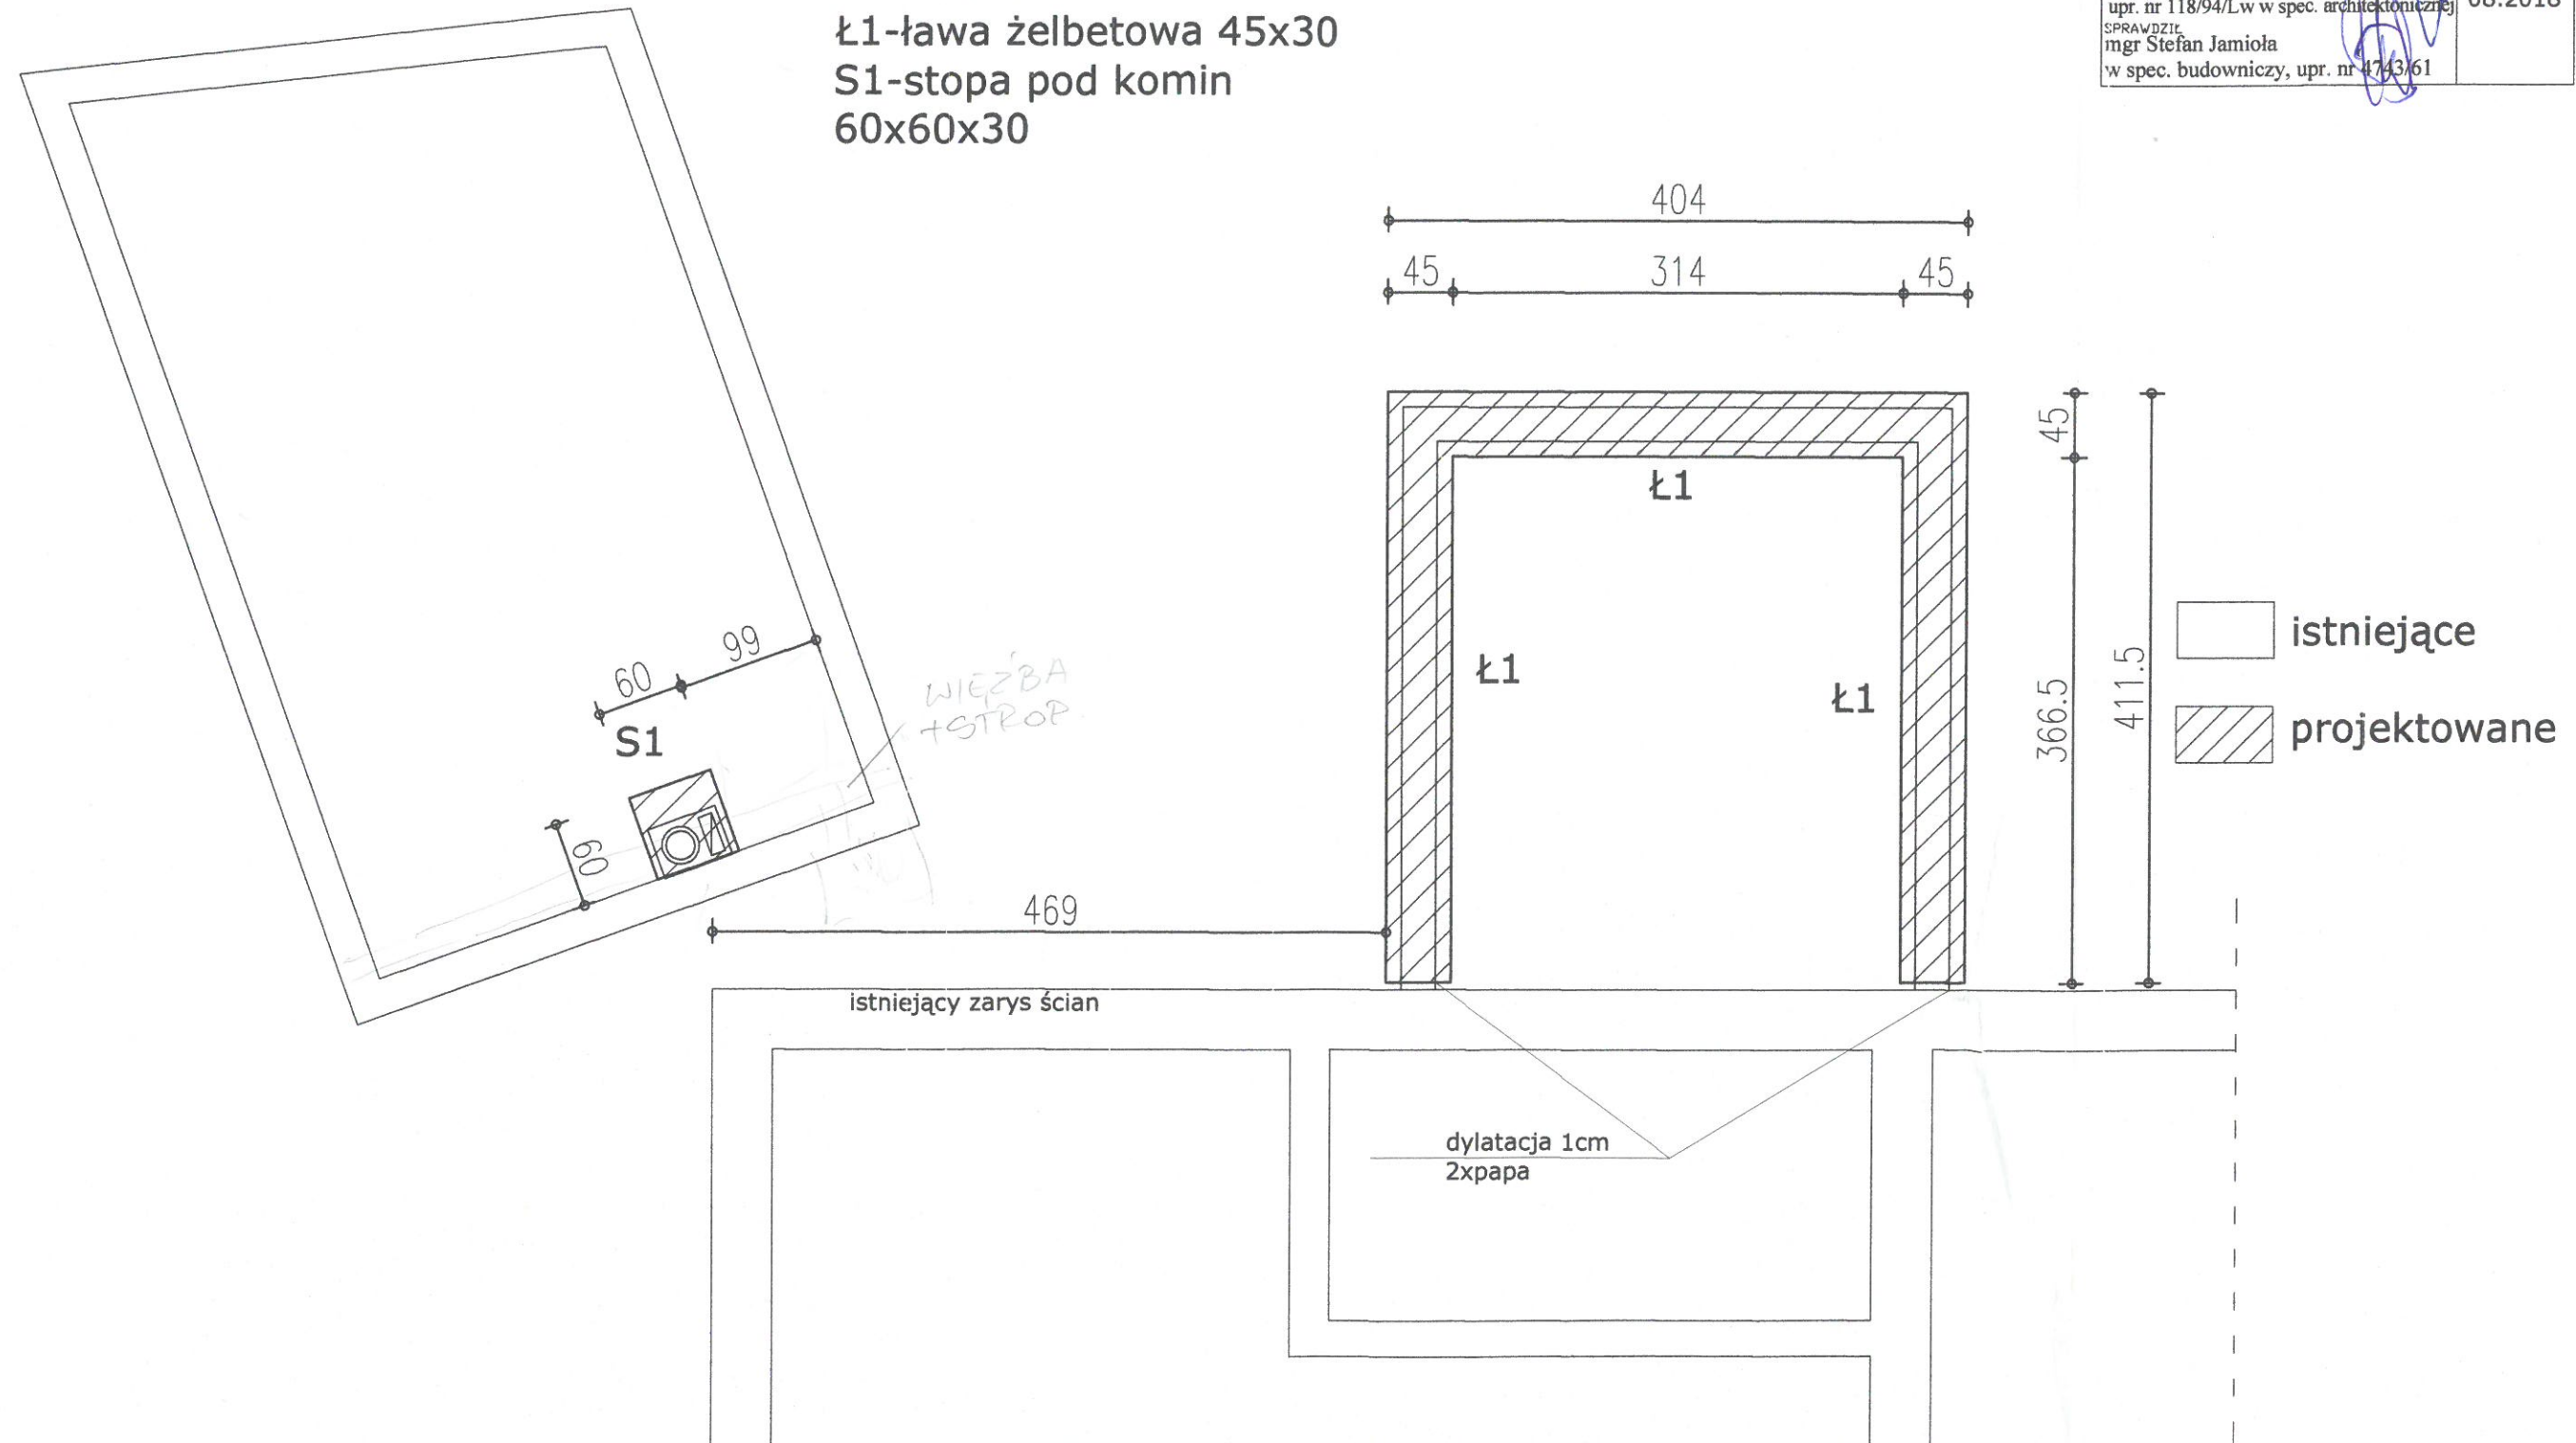 Ł1-ława żelbetowa 45x30
S1-stopa pod komin
60x60x30
upr. nr 118/94/Lw w spec. architektonicznej
08.2018
SPRAWDZIŁ
mgr Stefan Jamioła
w spec. budowniczy, upr. nr 4743/61
404
45 314 45
45
366.5
411.5
Ł1
Ł1
Ł1
istniejące
projektowane
60 99
S1
60
WIĘŹBA
+STROP
469
istniejący zarys ścian
dylatacja 1cm
2xpapa